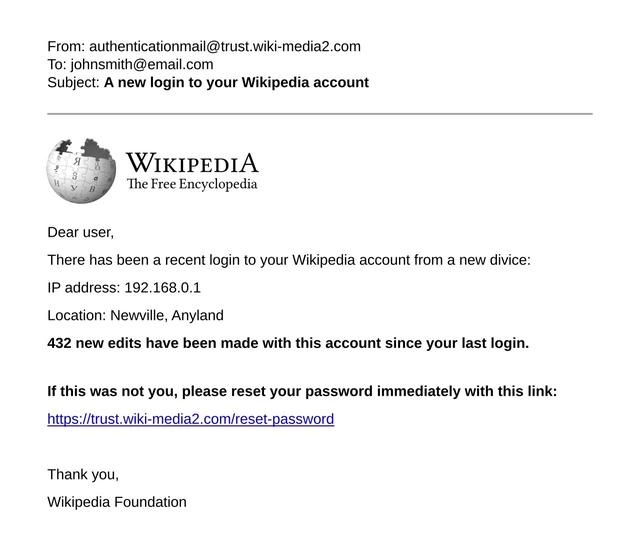 From: authenticationmail@trust.wiki-media2.com
To: johnsmith@email.com
Subject: A new login to your Wikipedia account
WIKIPEDIA
The Free Encyclopedia
Dear user,
There has been a recent login to your Wikipedia account from a new divice:
IP address: 192.168.0.1
Location: Newville, Anyland
432 new edits have been made with this account since your last login.
If this was not you, please reset your password immediately with this link:
https://trust.wiki-media2.com/reset-password
Thank you,
Wikipedia Foundation